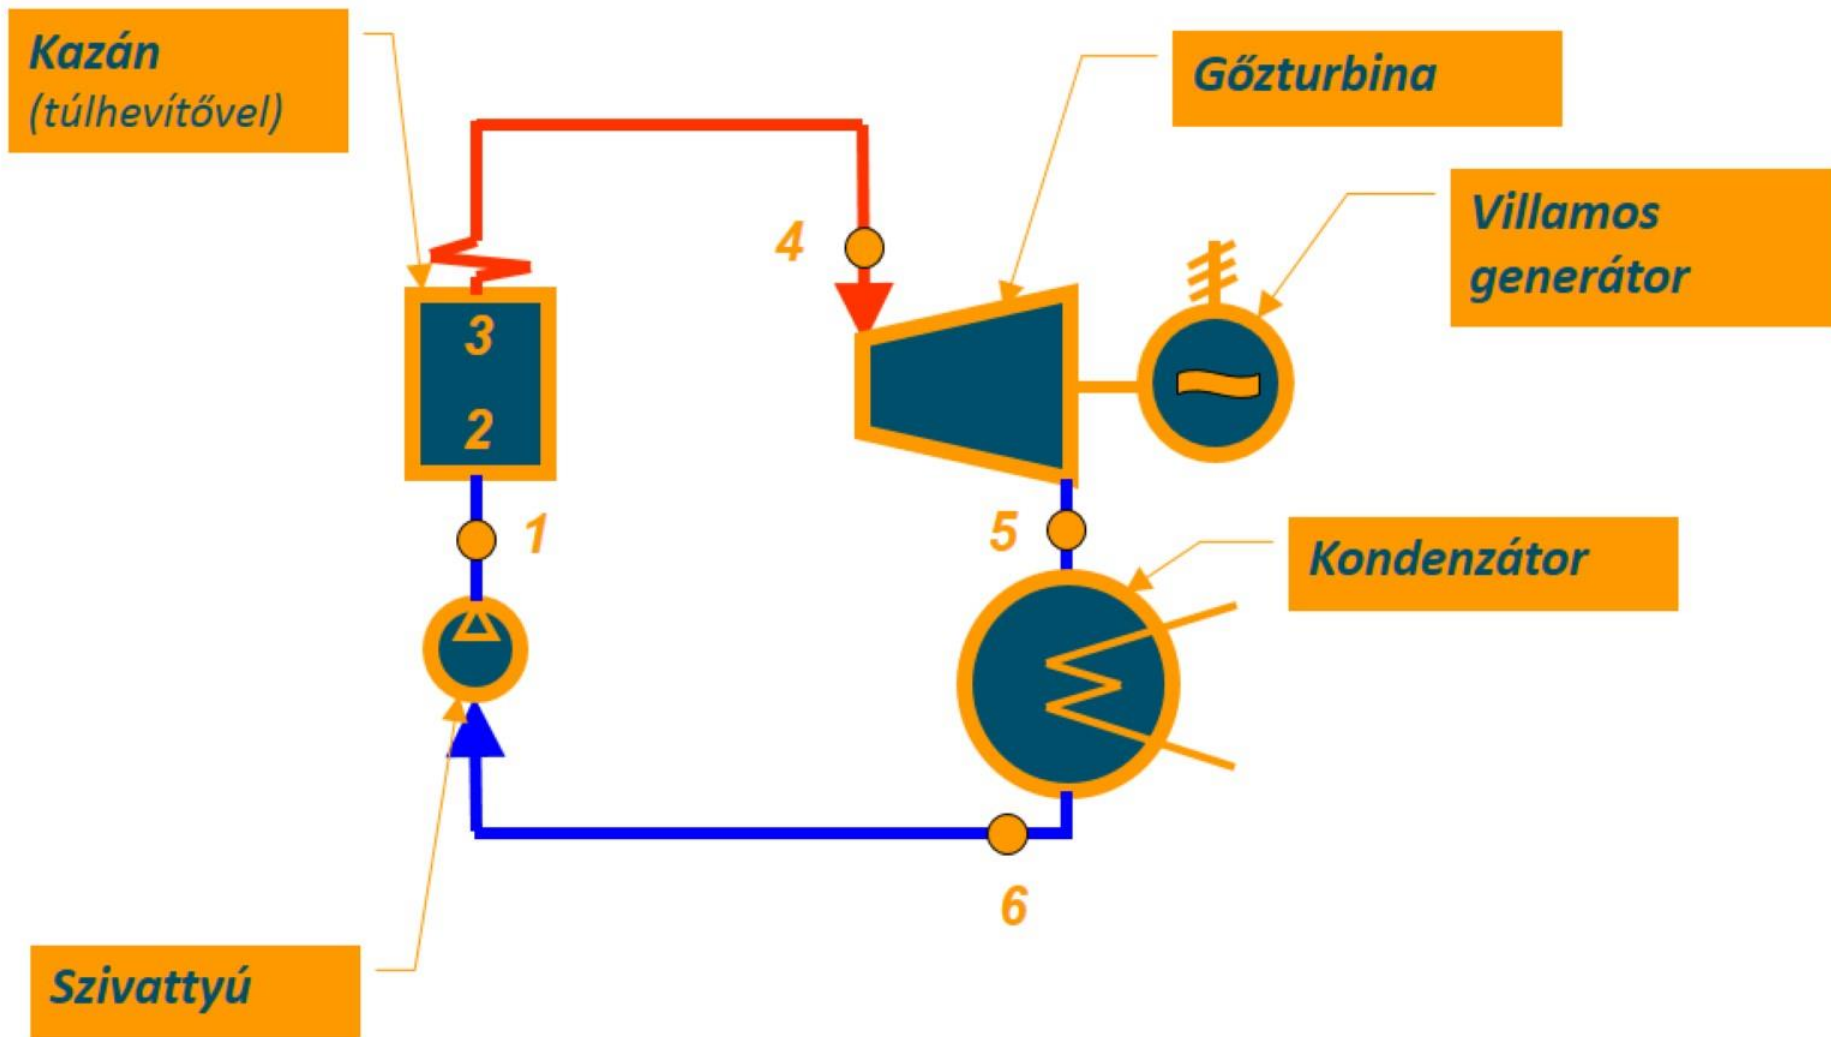 Kazán
(túlhevítővel)
Gőzturbina
Villamos
generátor
4
3
2
1
5
Kondenzátor
6
Szivattyú